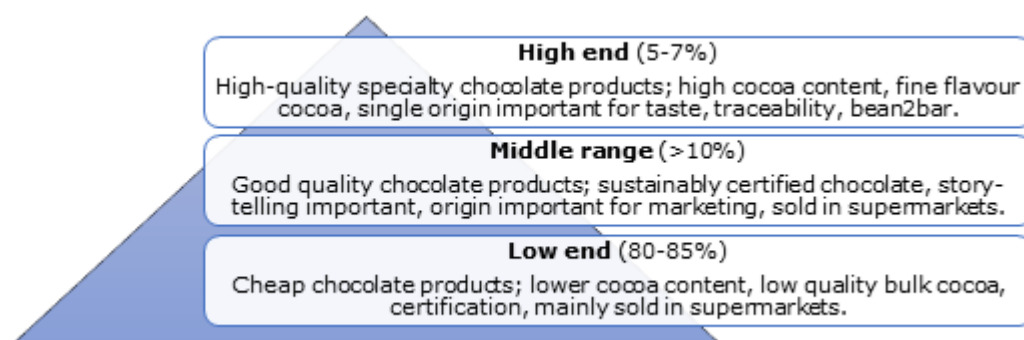 High end (5-7%)
High-quality specialty chocolate products; high cocoa content, fine flavour
cocoa, single origin important for taste, traceability, bean2bar.
Middle range (>10%)
Good quality chocolate products; sustainably certified chocolate, story-
telling important, origin important for marketing, sold in supermarkets.
Low end (80-85%)
Cheap chocolate products; lower cocoa content, low quality bulk cocoa,
certification, mainly sold in supermarkets.